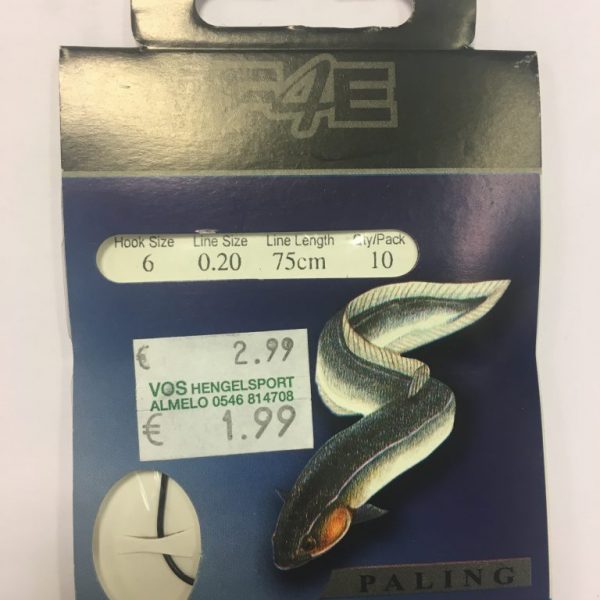 Hook Size Line Size Line Length Qty/Pack
6 0.20 75cm 10
€ 2.99
VOS HENGELSPORT
ALMELO 0546 814708
€ 1.99
PALING